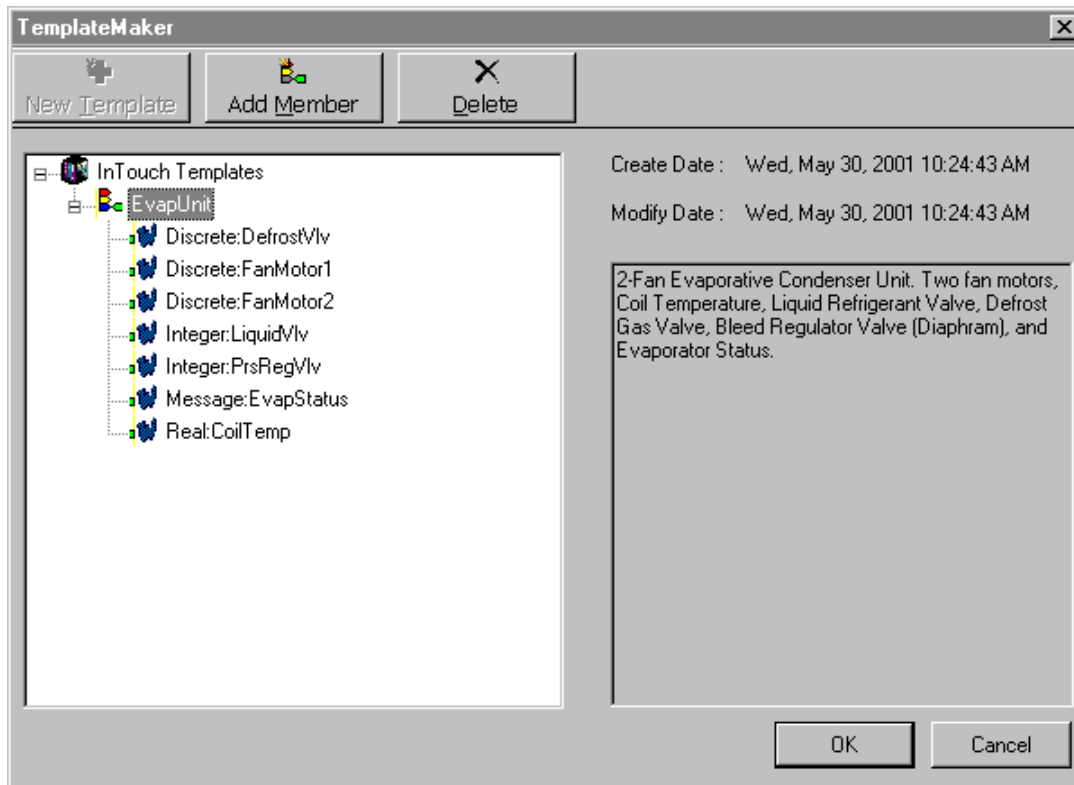 TemplateMaker
New Template
Add Member
Delete
InTouch Templates
EvapUnit
Discrete:DefrostVlv
Discrete:FanMotor1
Discrete:FanMotor2
Integer:LiquidVlv
Integer:PrsRegVlv
Message:EvapStatus
Real:CoilTemp
Create Date : Wed, May 30, 2001 10:24:43 AM
Modify Date : Wed, May 30, 2001 10:24:43 AM
2-Fan Evaporative Condenser Unit. Two fan motors,
Coil Temperature, Liquid Refrigerant Valve, Defrost
Gas Valve, Bleed Regulator Valve (Diaphram), and
Evaporator Status.
OK
Cancel